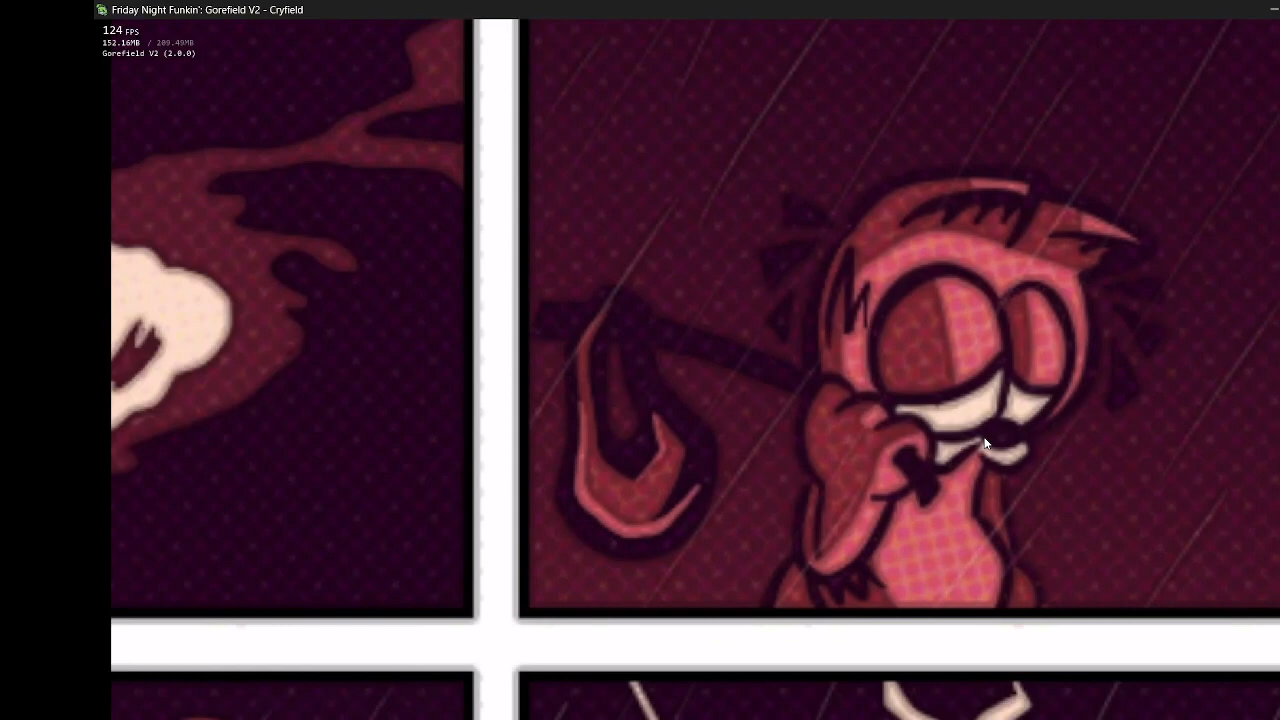 Friday Night Funkin': Gorefield V2 - Cryfield
124 FPS
152.16MB / 209.49MB
Gorefield V2 (2.0.0)